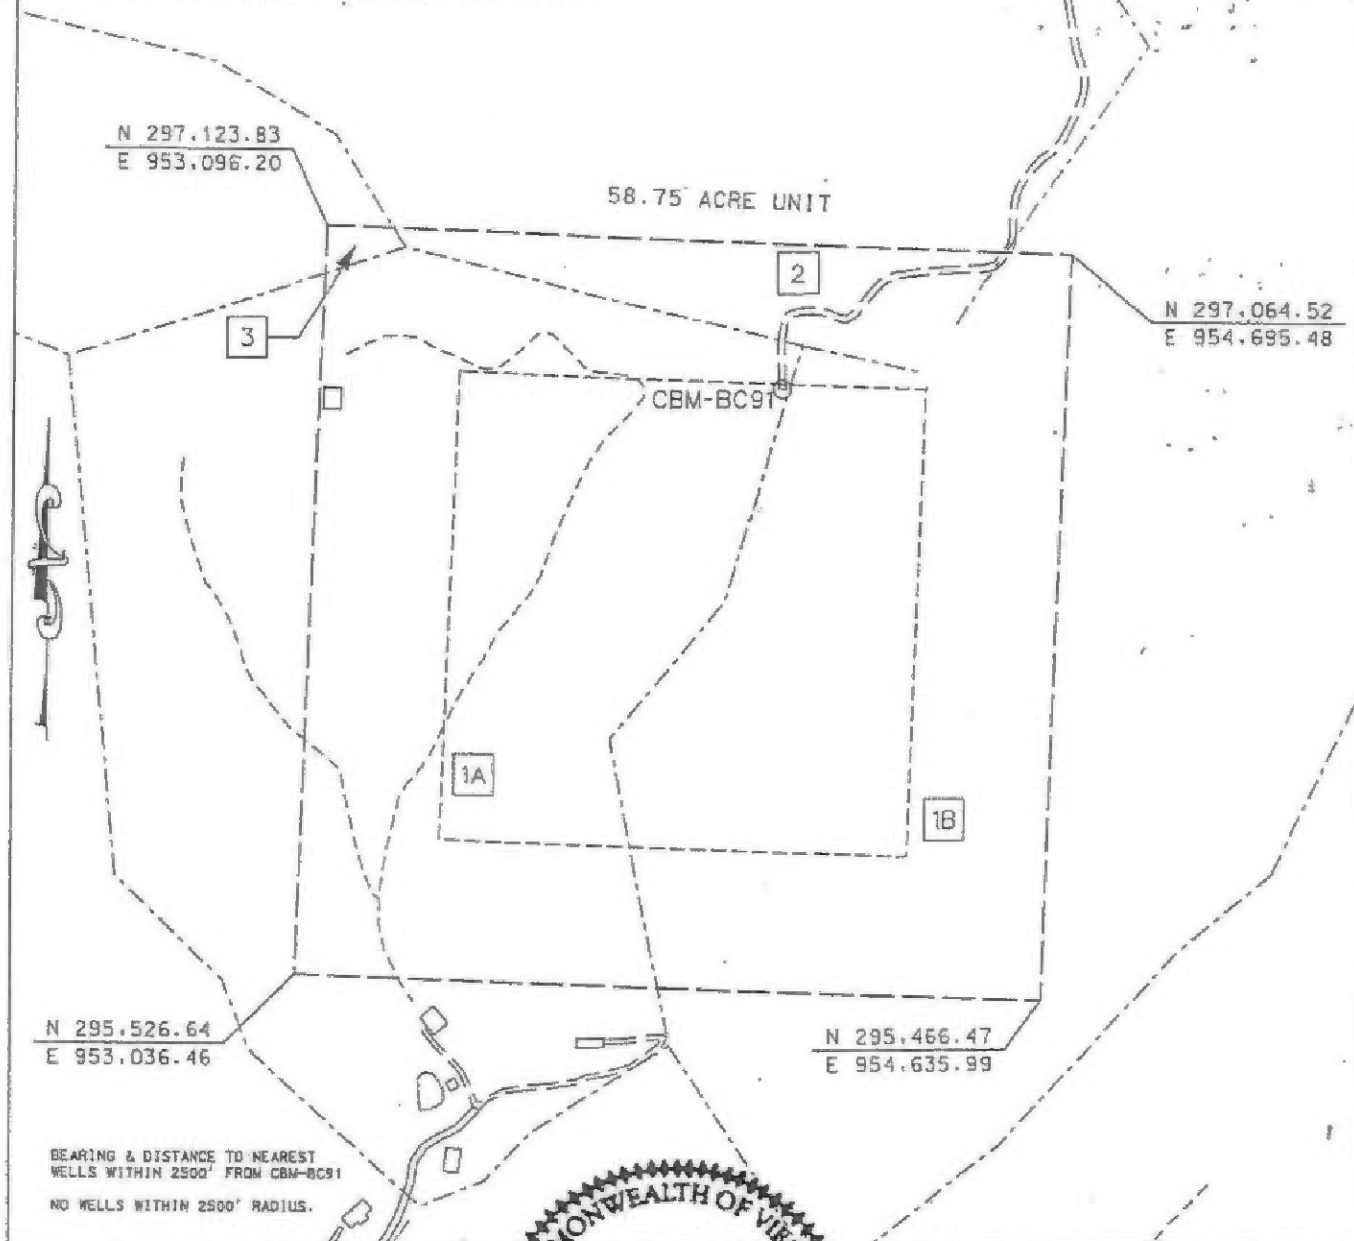 N 297,123.83
E 953,096.20
58.75 ACRE UNIT
2
N 297,064.52
E 954,695.48
3
CBM-BC91
1A
1B
N 295,526.64
E 953,036.46
N 295,466.47
E 954,635.99
BEARING & DISTANCE TO NEAREST
WELLS WITHIN 2500' FROM CBM-BC91
NO WELLS WITHIN 2500' RADIUS.
MONWEALTH OF VIR